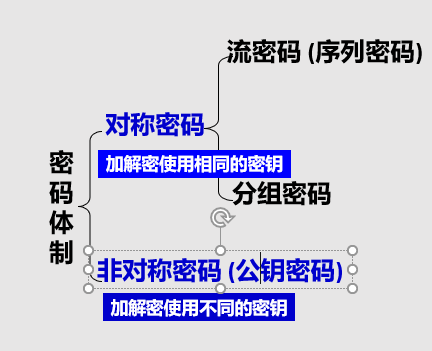 流密码 (序列密码)
对称密码
加解密使用相同的密钥
密码体制
分组密码
非对称密码 (公钥密码)
加解密使用不同的密钥